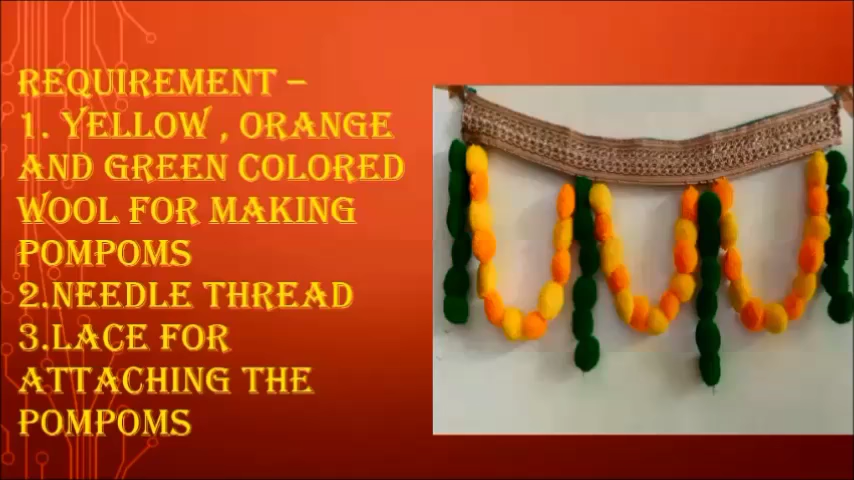 REQUIREMENT –
1. YELLOW , ORANGE
AND GREEN COLORED
WOOL FOR MAKING
POMPOMS
2.NEEDLE THREAD
3.LACE FOR
ATTACHING THE
POMPOMS